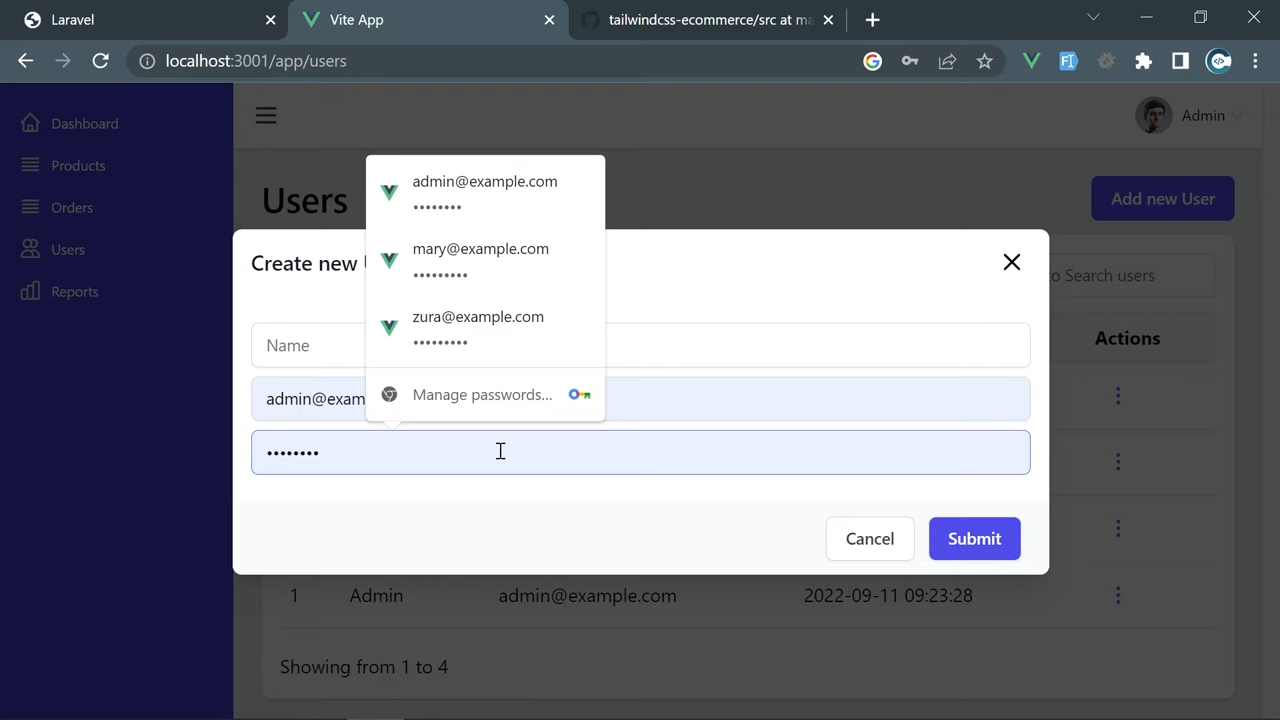 Laravel
Vite App
tailwindcss-ecommerce/src at ma
localhost:3001/app/users
Dashboard
Products
Orders
Users
Reports
Admin
Users
Add new User
admin@example.com
••••••••
mary@example.com
•••••••••
zura@example.com
•••••••••
Manage passwords...
Create new
to Search users
Name
Actions
admin@exam
••••••••
Cancel
Submit
1 Admin admin@example.com 2022-09-11 09:23:28
Showing from 1 to 4